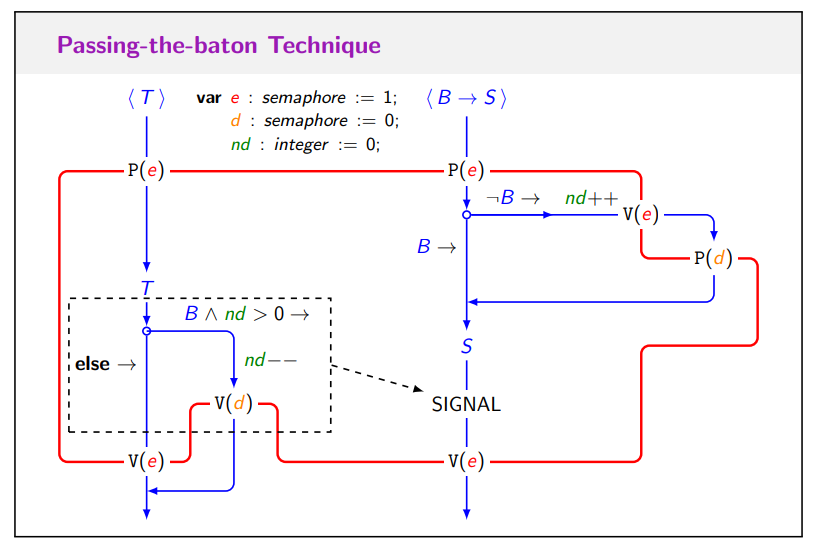 Passing-the-baton Technique
⟨ T ⟩
var e : semaphore := 1;
d : semaphore := 0;
nd : integer := 0;
⟨ B → S ⟩
P(e)
P(e)
¬B →
nd++
V(e)
B →
P(d)
T
B ∧ nd > 0 →
else →
nd−−
S
V(d)
SIGNAL
V(e)
V(e)